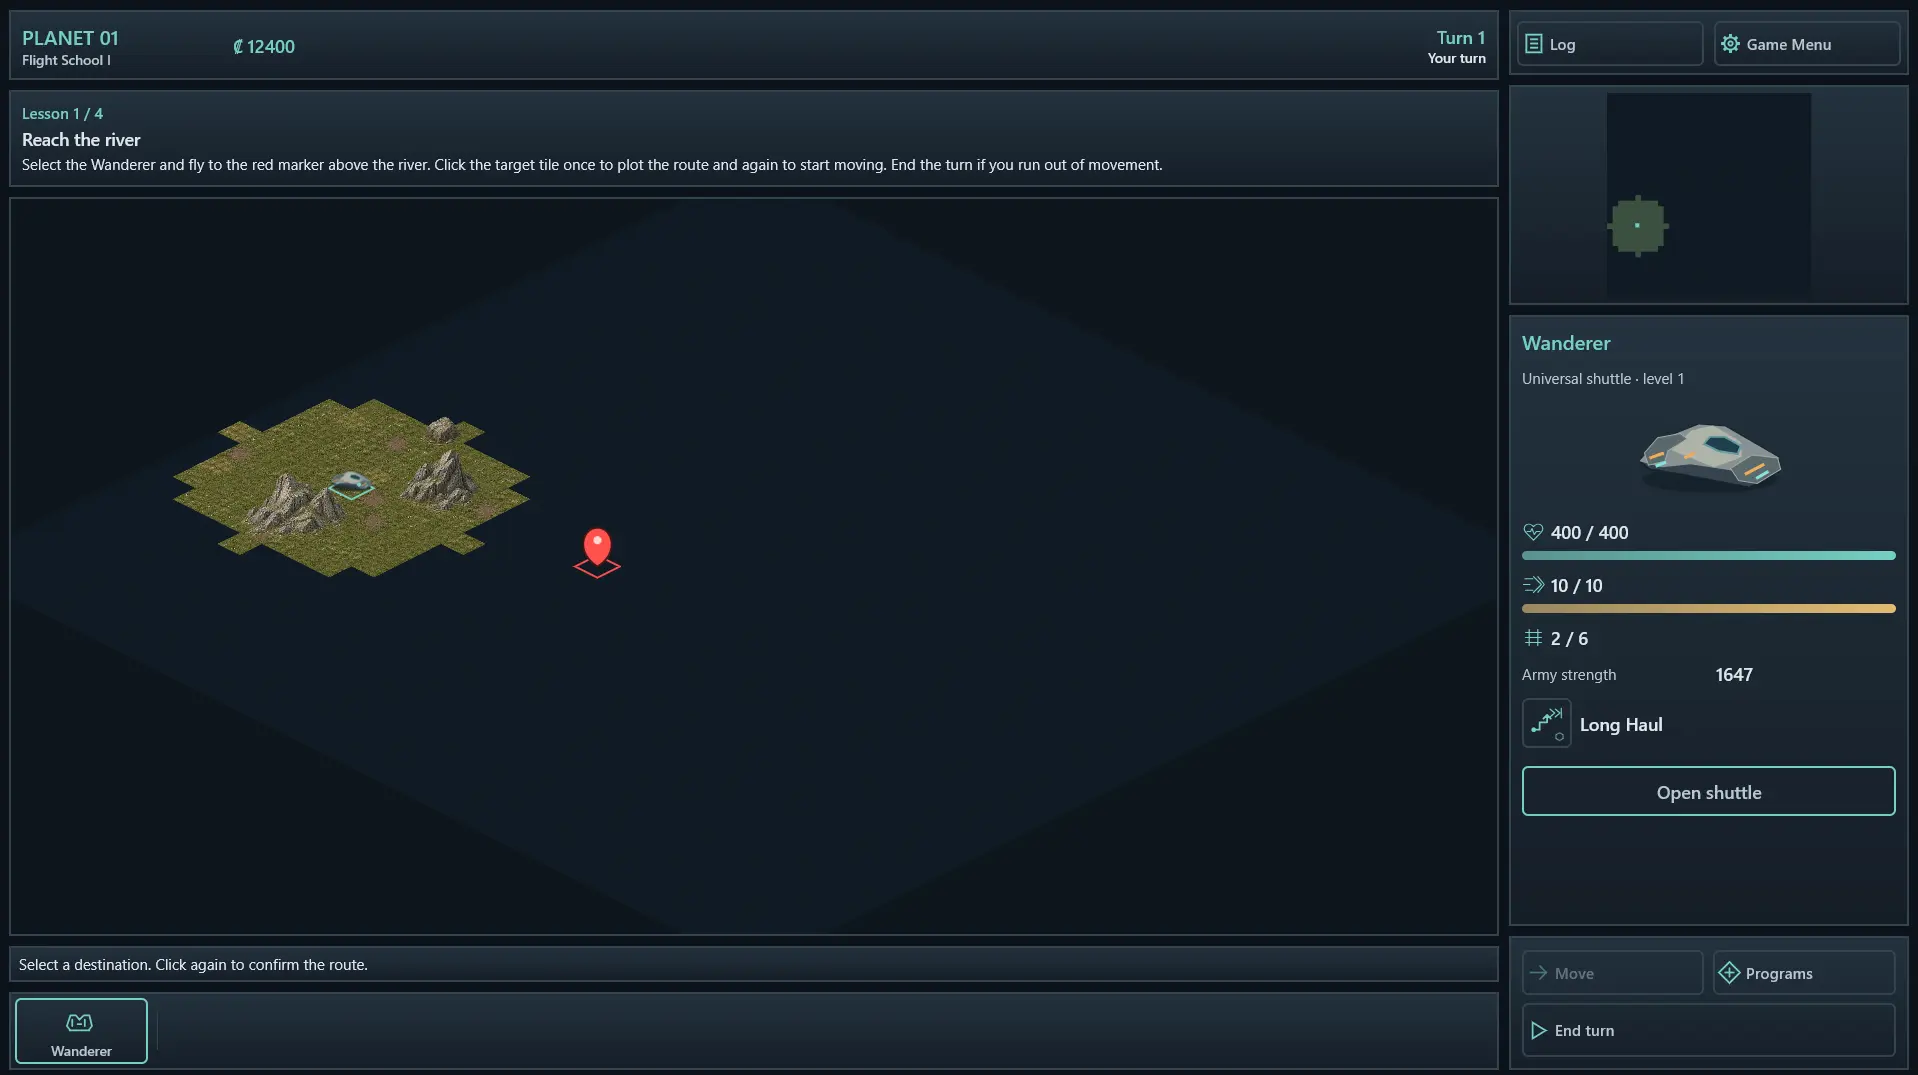 PLANET 01
Flight School I
₡ 12400
Turn 1
Your turn
Log
Game Menu
Lesson 1 / 4
Reach the river
Select the Wanderer and fly to the red marker above the river. Click the target tile once to plot the route and again to start moving. End the turn if you run out of movement.
Wanderer
Universal shuttle · level 1
400 / 400
10 / 10
2 / 6
Army strength 1647
Long Haul
Open shuttle
Select a destination. Click again to confirm the route.
Move
Programs
Wanderer
End turn